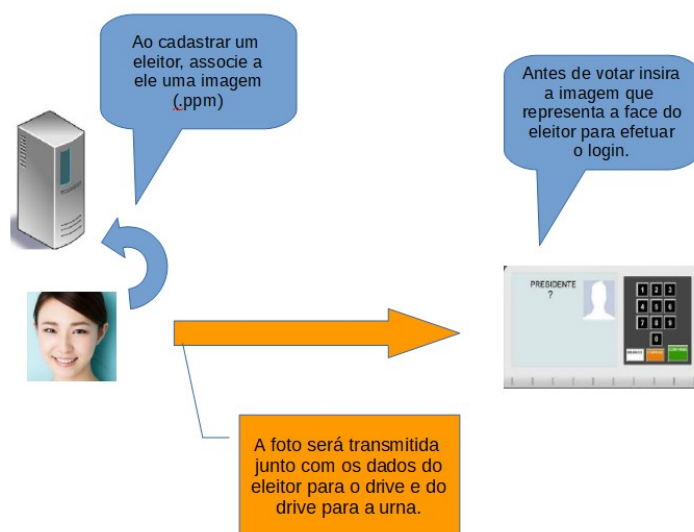 Ao cadastrar um
eleitor, associe a
ele uma imagem
(.ppm)
Antes de votar insira
a imagem que
representa a face do
eleitor para efetuar
o login.
PRESIDENTE
?
1 2 3
4 5 6
7 8 9
0
A foto será transmitida
junto com os dados do
eleitor para o drive e do
drive para a urna.